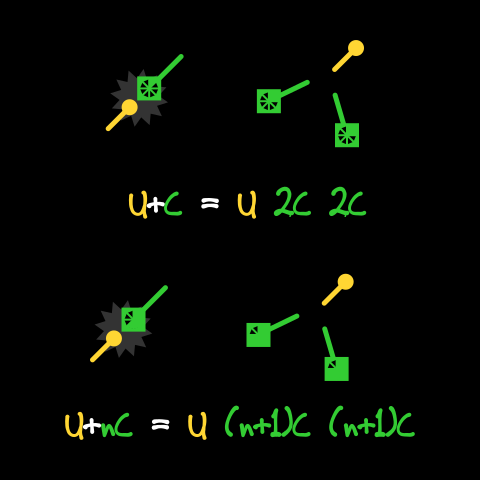 u+c = u 2c 2c
u+nc = u (n+1)c (n+1)c